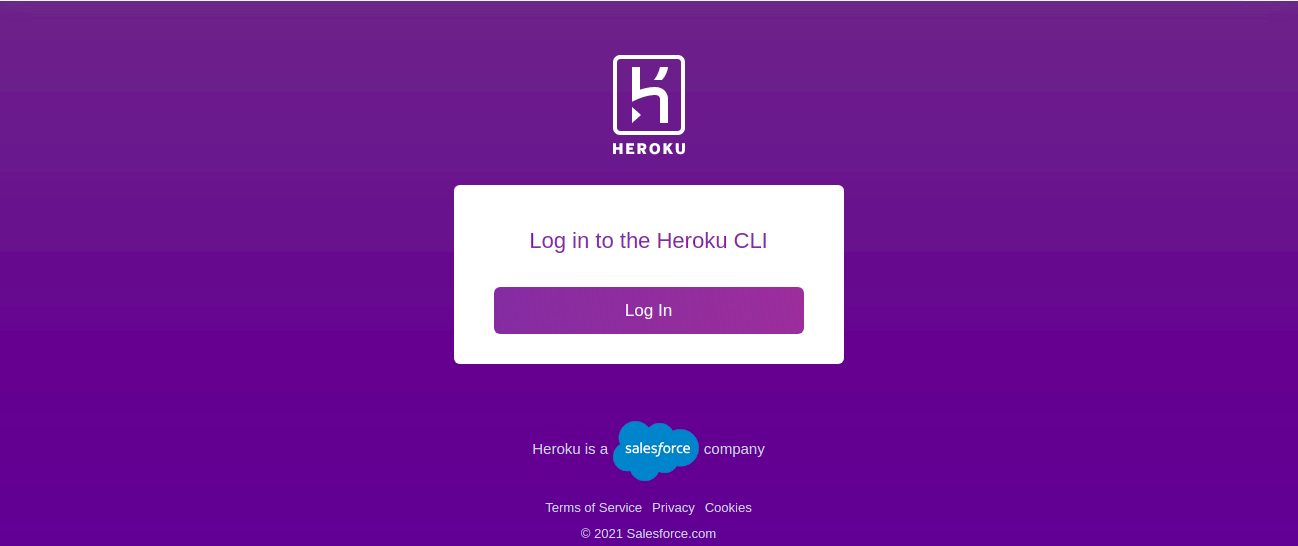 HEROKU
Log in to the Heroku CLI
Log In
Heroku is a salesforce company
Terms of Service Privacy Cookies
© 2021 Salesforce.com